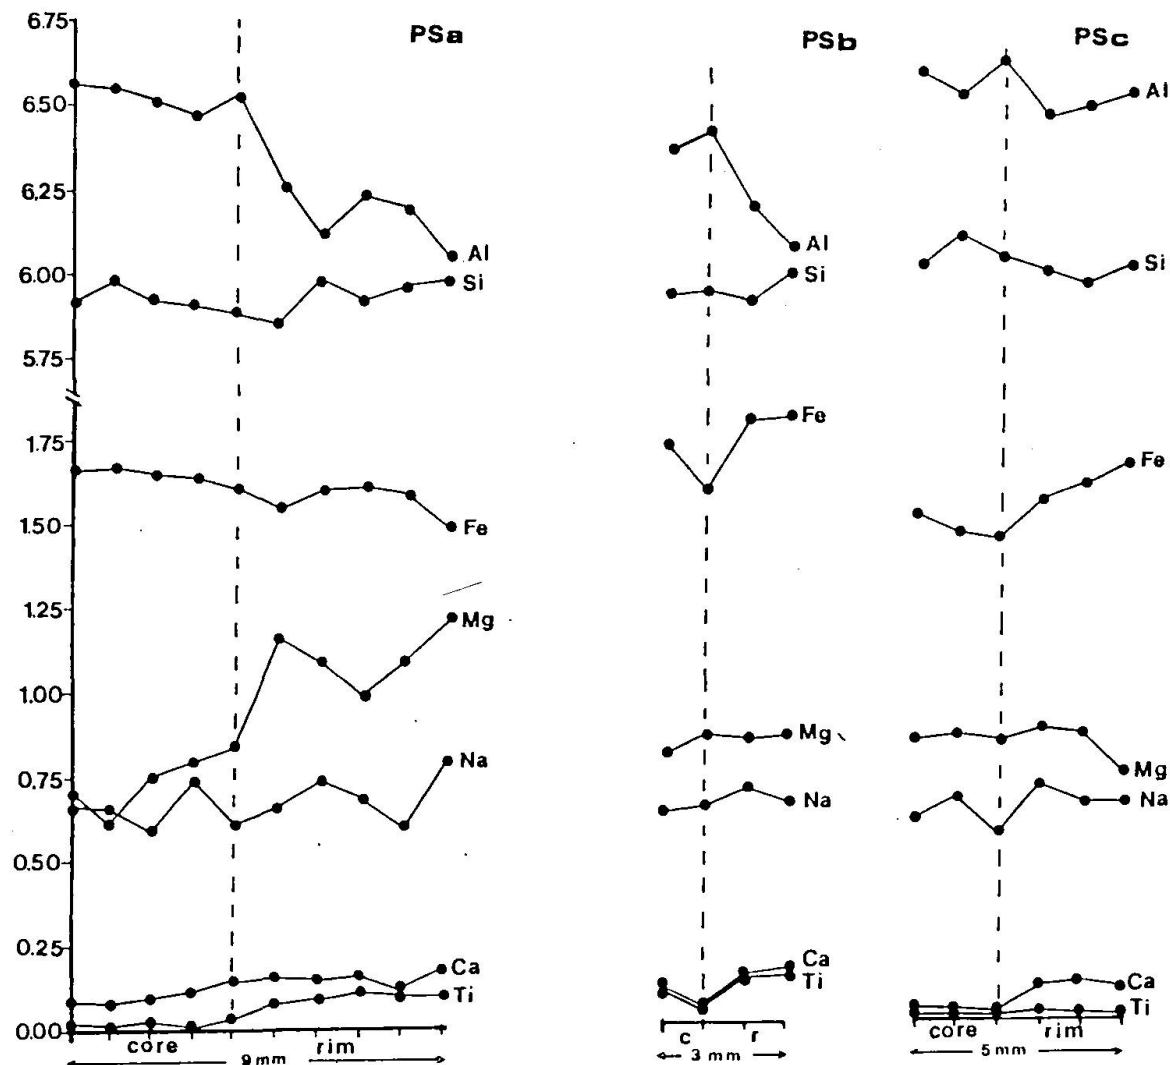 PSa
PSb
PSc
6.75
6.50
6.25
6.00
5.75
1.75
1.50
1.25
1.00
0.75
0.50
0.25
0.00
Al
Si
Fe
Mg
Na
Ca
Ti
core rim
9 mm
Al
Si
Fe
Mg
Na
Ca
Ti
c r
3 mm
Al
Si
Fe
Mg
Na
Ca
Ti
core rim
5 mm